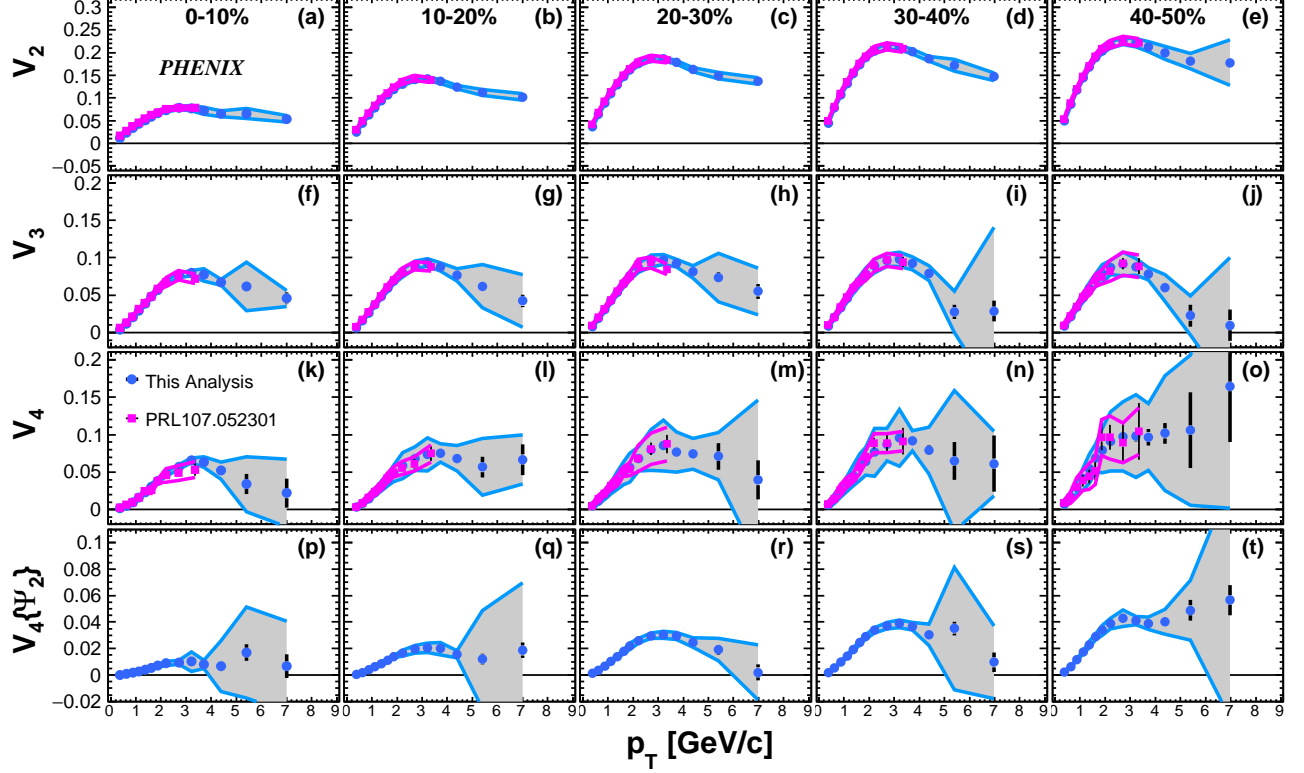 0-10% (a) 10-20% (b) 20-30% (c) 30-40% (d) 40-50% (e)
V2
0.3
0.25
0.2
0.15
0.1
0.05
0
−0.05
PHENIX
(f) (g) (h) (i) (j)
V3
0.2
0.15
0.1
0.05
0
(k) (l) (m) (n) (o)
V4
0.2
0.15
0.1
0.05
0
This Analysis
PRL107.052301
(p) (q) (r) (s) (t)
V4{Ψ2}
0.1
0.08
0.06
0.04
0.02
0
−0.02
0 1 2 3 4 5 6 7 8 9 0 1 2 3 4 5 6 7 8 9 0 1 2 3 4 5 6 7 8 9 0 1 2 3 4 5 6 7 8 9 0 1 2 3 4 5 6 7 8 9
pT [GeV/c]